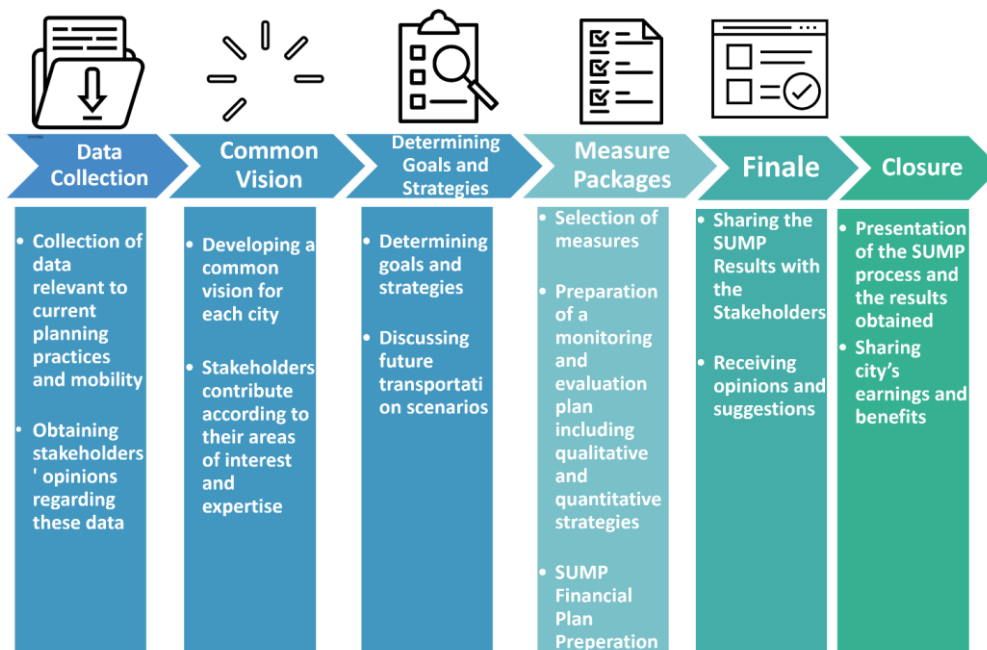 Data
Collection
Common
Vision
Determining
Goals and
Strategies
Measure
Packages
Finale
Closure
• Collection of
data
relevant to
current
planning
practices
and mobility
• Obtaining
stakeholders
' opinions
regarding
these data
• Developing a
common
vision for
each city
• Stakeholders
contribute
according to
their areas
of interest
and
expertise
• Determining
goals and
strategies
• Discussing
future
transportati
on scenarios
• Selection of
measures
• Preparation
of a
monitoring
and
evaluation
plan
including
qualitative
and
quantitative
strategies
• SUMP
Financial
Plan
Preperation
• Sharing the
SUMP
Results with
the
Stakeholders
• Receiving
opinions and
suggestions
• Presentation
of the SUMP
process and
the results
obtained
• Sharing
city's
earnings and
benefits